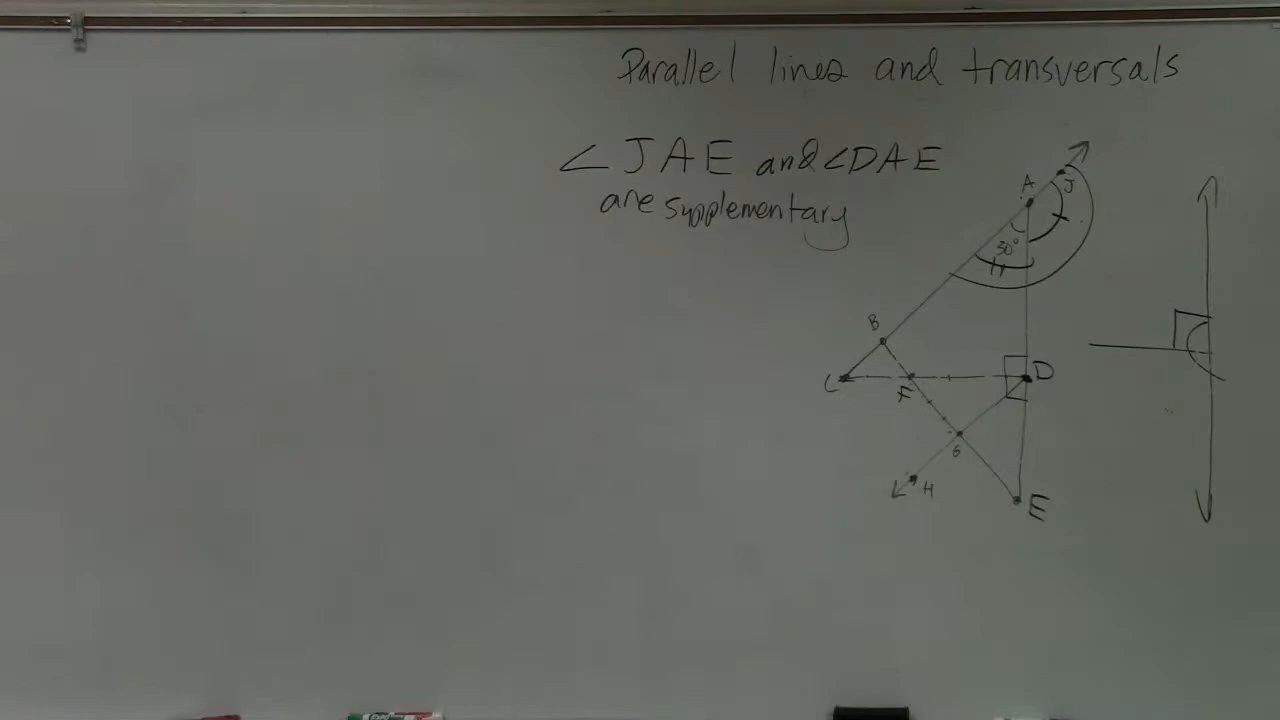 Parallel lines and transversals
∠JAE and ∠DAE
are supplementary
A
J
30°
B
C
F
D
G
H
E